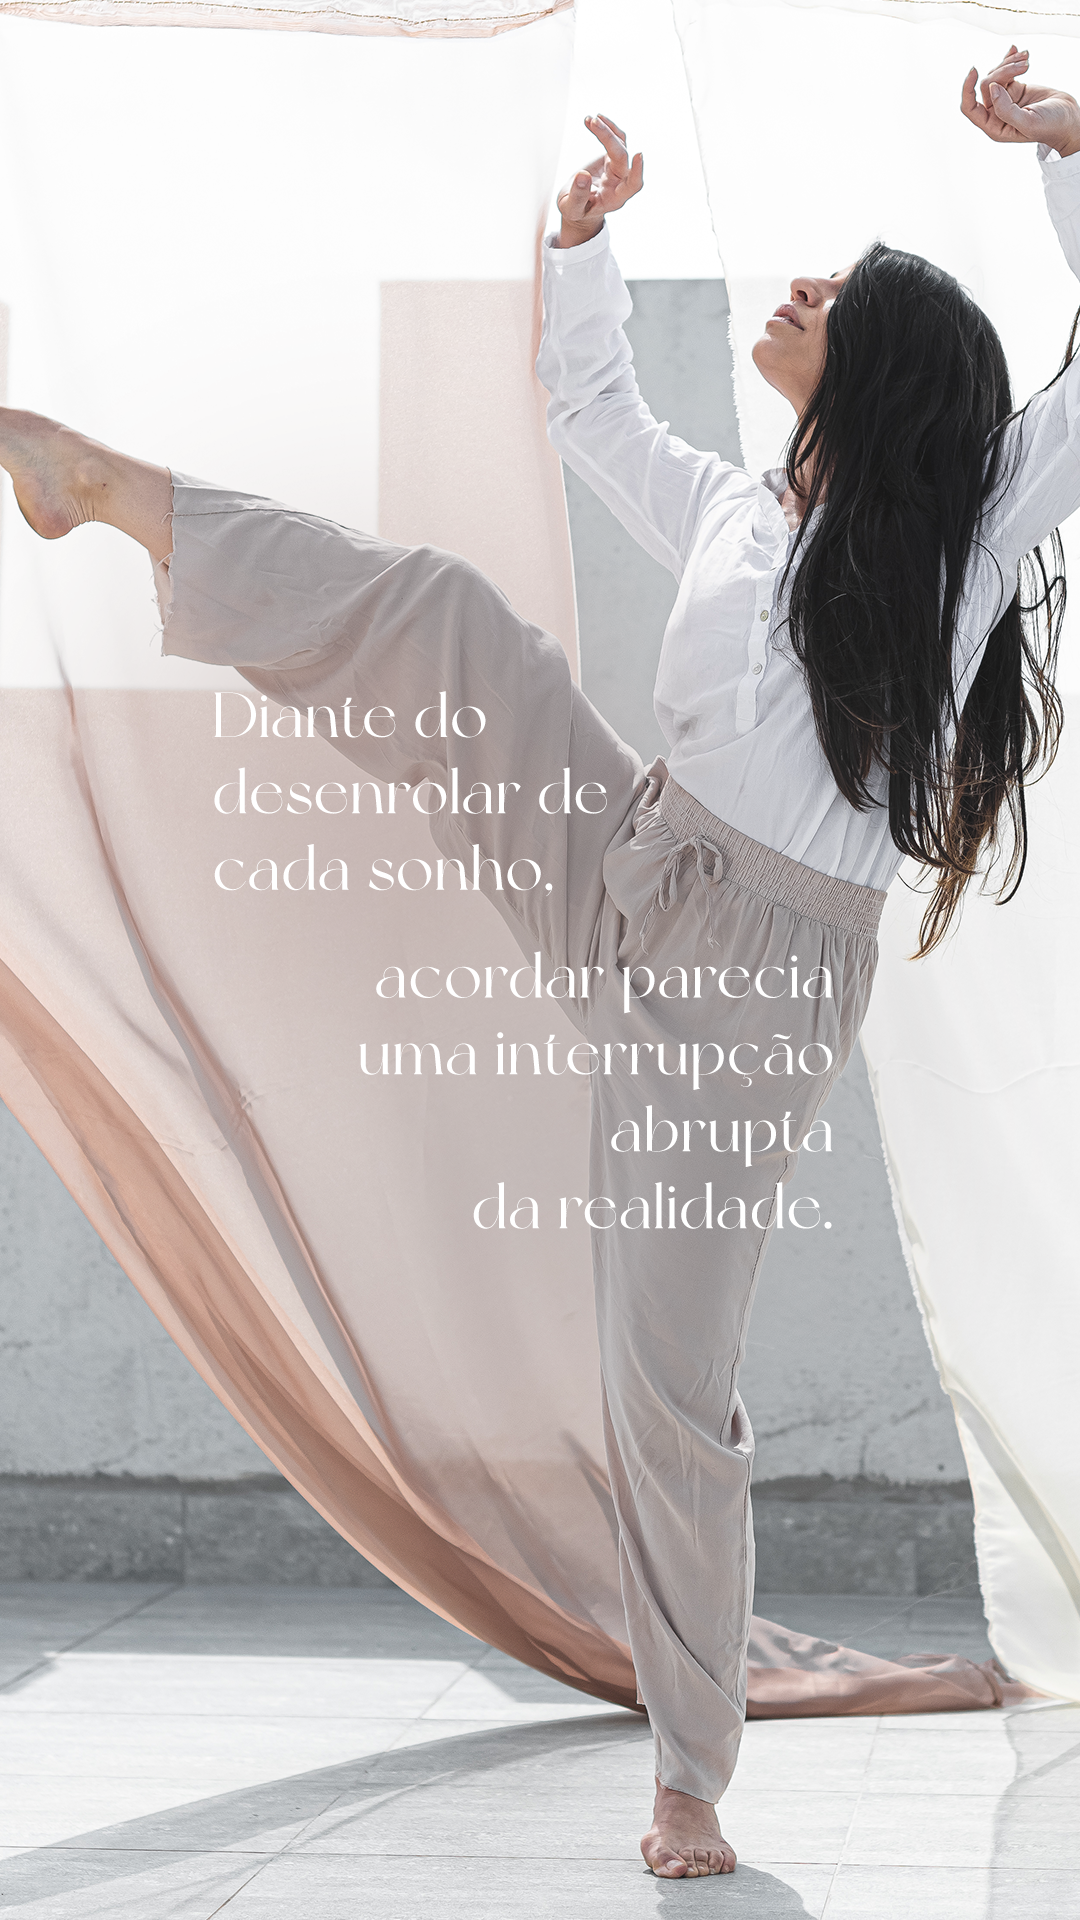 Diante do
desenrolar de
cada sonho,
acordar parecia
uma interrupção
abrupta
da realidade.